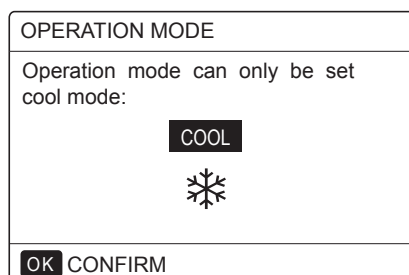 OPERATION MODE
Operation mode can only be set
cool mode:
COOL
OK CONFIRM